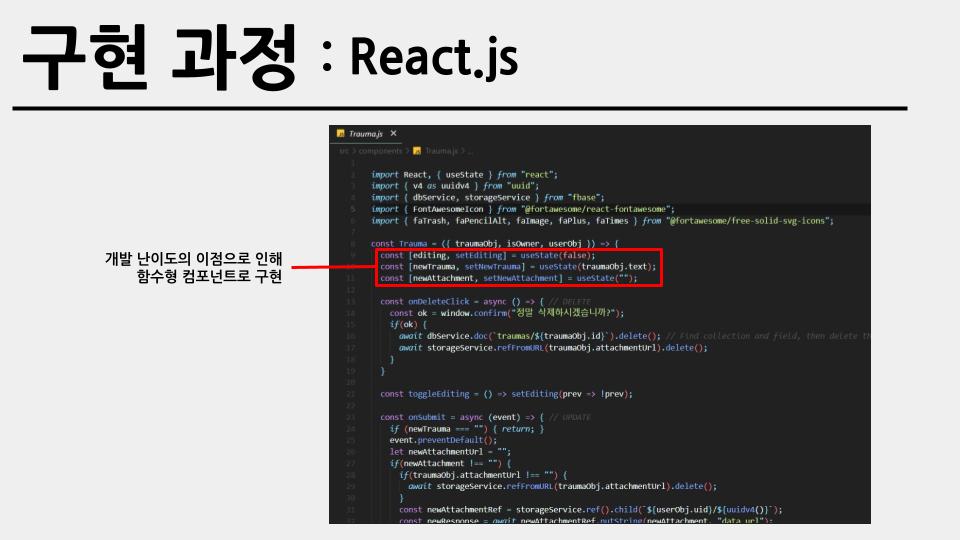 구현 과정 : React.js
개발 난이도의 이점으로 인해
함수형 컴포넌트로 구현
Trauma.js ×
src > components > Trauma.js > ...
1
2 import React, { useState } from "react";
3 import { v4 as uuidv4 } from "uuid";
4 import { dbService, storageService } from "fbase";
5 import { FontAwesomeIcon } from "@fortawesome/react-fontawesome";
6 import { faTrash, faPencilAlt, faImage, faPlus, faTimes } from "@fortawesome/free-solid-svg-icons";
7
8 const Trauma = ({ traumaObj, isOwner, userObj }) => {
9 const [editing, setEditing] = useState(false);
10 const [newTrauma, setNewTrauma] = useState(traumaObj.text);
11 const [newAttachment, setNewAttachment] = useState("");
12
13 const onDeleteClick = async () => { // DELETE
14 const ok = window.confirm("정말 삭제하시겠습니까?");
15 if(ok) {
16 await dbService.doc(`traumas/${traumaObj.id}`).delete(); // Find collection and field, then delete th
17 await storageService.refFromURL(traumaObj.attachmentUrl).delete();
18 }
19 }
20
21 const toggleEditing = () => setEditing(prev => !prev);
22
23 const onSubmit = async (event) => { // UPDATE
24 if (newTrauma === "") { return; }
25 event.preventDefault();
26 let newAttachmentUrl = "";
27 if(newAttachment !== "") {
28 if(traumaObj.attachmentUrl !== "") {
29 await storageService.refFromURL(traumaObj.attachmentUrl).delete();
30 }
31 const newAttachmentRef = storageService.ref().child(`${userObj.uid}/${uuidv4()}`);
32 const newResponse = await newAttachmentRef.putString(newAttachment, "data_url");